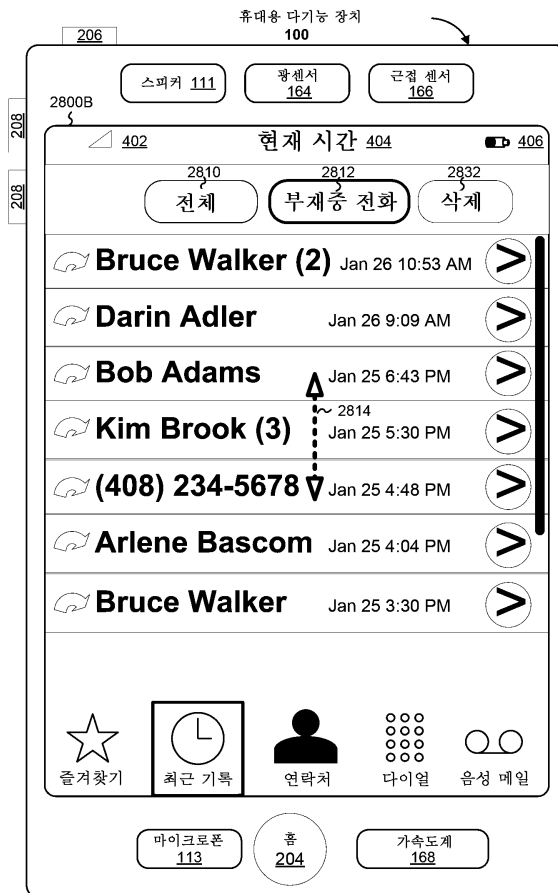 휴대용 다기능 장치
100
206
스피커 111
광센서
164
근접 센서
166
2800B
208
208
402
현재 시간 404
406
2810
2812
2832
전체
부재중 전화
삭제
Bruce Walker (2) Jan 26 10:53 AM >
Darin Adler Jan 26 9:09 AM >
Bob Adams Jan 25 6:43 PM >
2814
Kim Brook (3) Jan 25 5:30 PM >
(408) 234-5678 Jan 25 4:48 PM >
Arlene Bascom Jan 25 4:04 PM >
Bruce Walker Jan 25 3:30 PM >
즐겨찾기
최근 기록
연락처
다이얼
음성 메일
마이크로폰
113
홈
204
가속도계
168